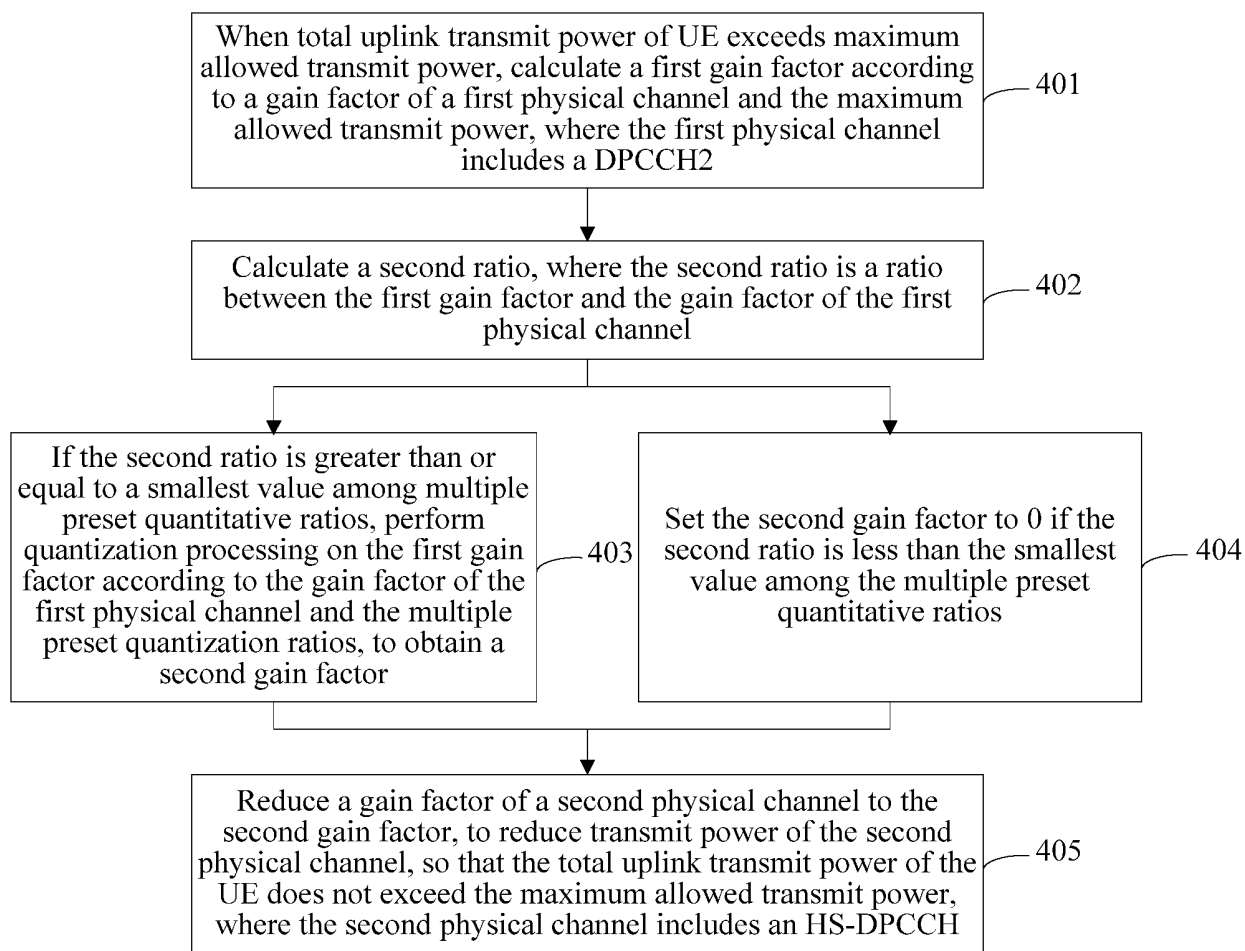 When total uplink transmit power of UE exceeds maximum
allowed transmit power, calculate a first gain factor according
to a gain factor of a first physical channel and the maximum
allowed transmit power, where the first physical channel
includes a DPCCH2
401
Calculate a second ratio, where the second ratio is a ratio
between the first gain factor and the gain factor of the first
physical channel
402
If the second ratio is greater than or
equal to a smallest value among multiple
preset quantitative ratios, perform
quantization processing on the first gain
factor according to the gain factor of the
first physical channel and the multiple
preset quantization ratios, to obtain a
second gain factor
403
Set the second gain factor to 0 if the
second ratio is less than the smallest
value among the multiple preset
quantitative ratios
404
Reduce a gain factor of a second physical channel to the
second gain factor, to reduce transmit power of the second
physical channel, so that the total uplink transmit power of the
UE does not exceed the maximum allowed transmit power,
where the second physical channel includes an HS-DPCCH
405